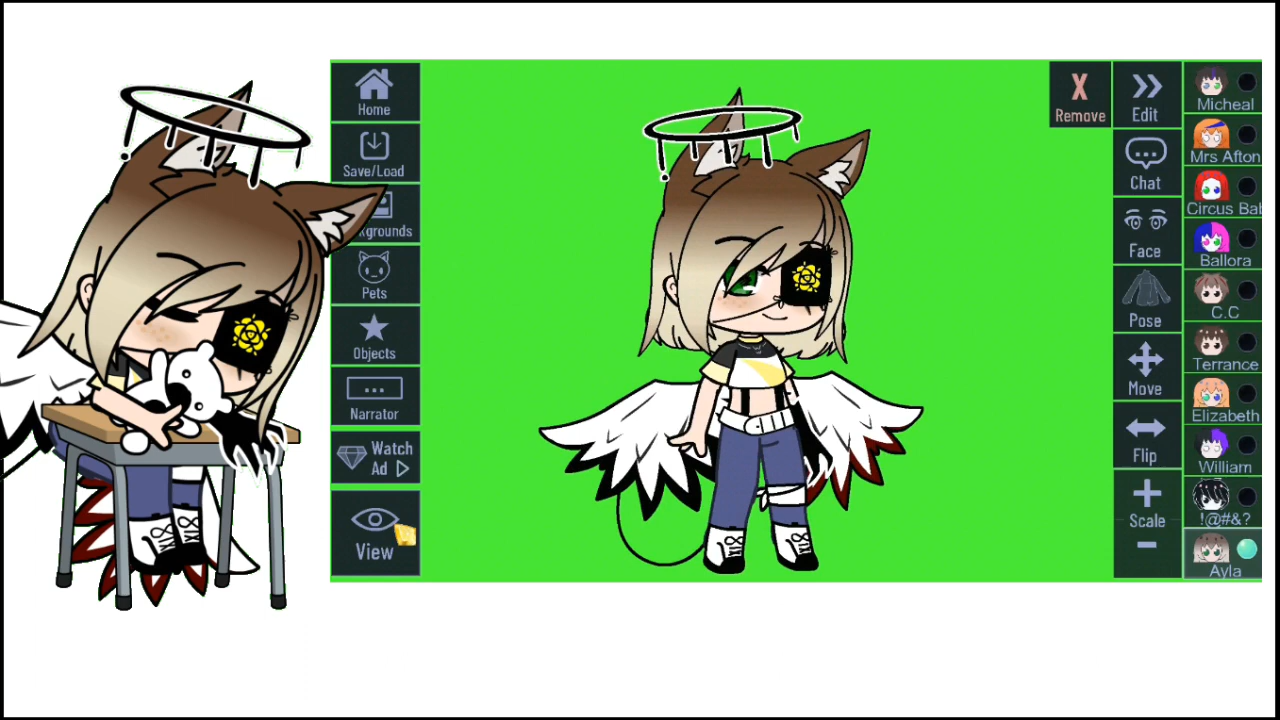 Home
Save/Load
kgrounds
Pets
Objects
...
Narrator
Watch
Ad
View
X
Remove
Edit
Chat
Face
Pose
Move
Flip
Scale
Micheal
Mrs Afton
Circus Bal
Ballora
C.C
Terrance
Elizabeth
William
!@#&?
Ayla